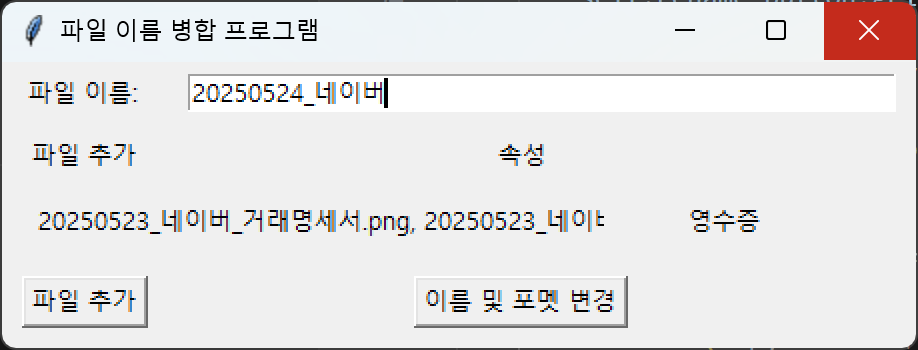 파일 이름 병합 프로그램
파일 이름: 20250524_네이버
파일 추가 속성
20250523_네이버_거래명세서.png, 20250523_네이 영수증
파일 추가 이름 및 포멧 변경